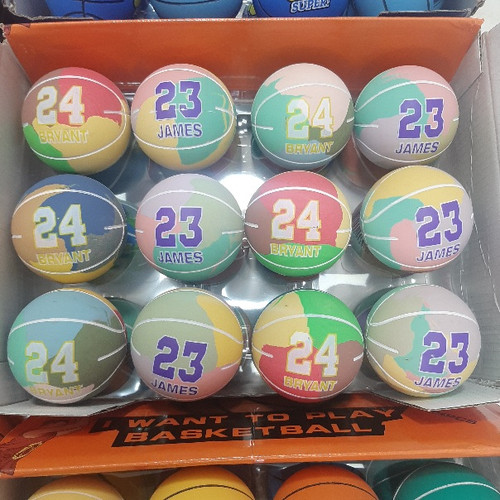 SUPER
24
BRYANT
23
JAMES
24
BRYANT
23
JAMES
24
BRYANT
23
JAMES
24
BRYANT
23
JAMES
24
BRYANT
23
JAMES
24
BRYANT
23
JAMES
I WANT TO PLAY
BASKETBALL